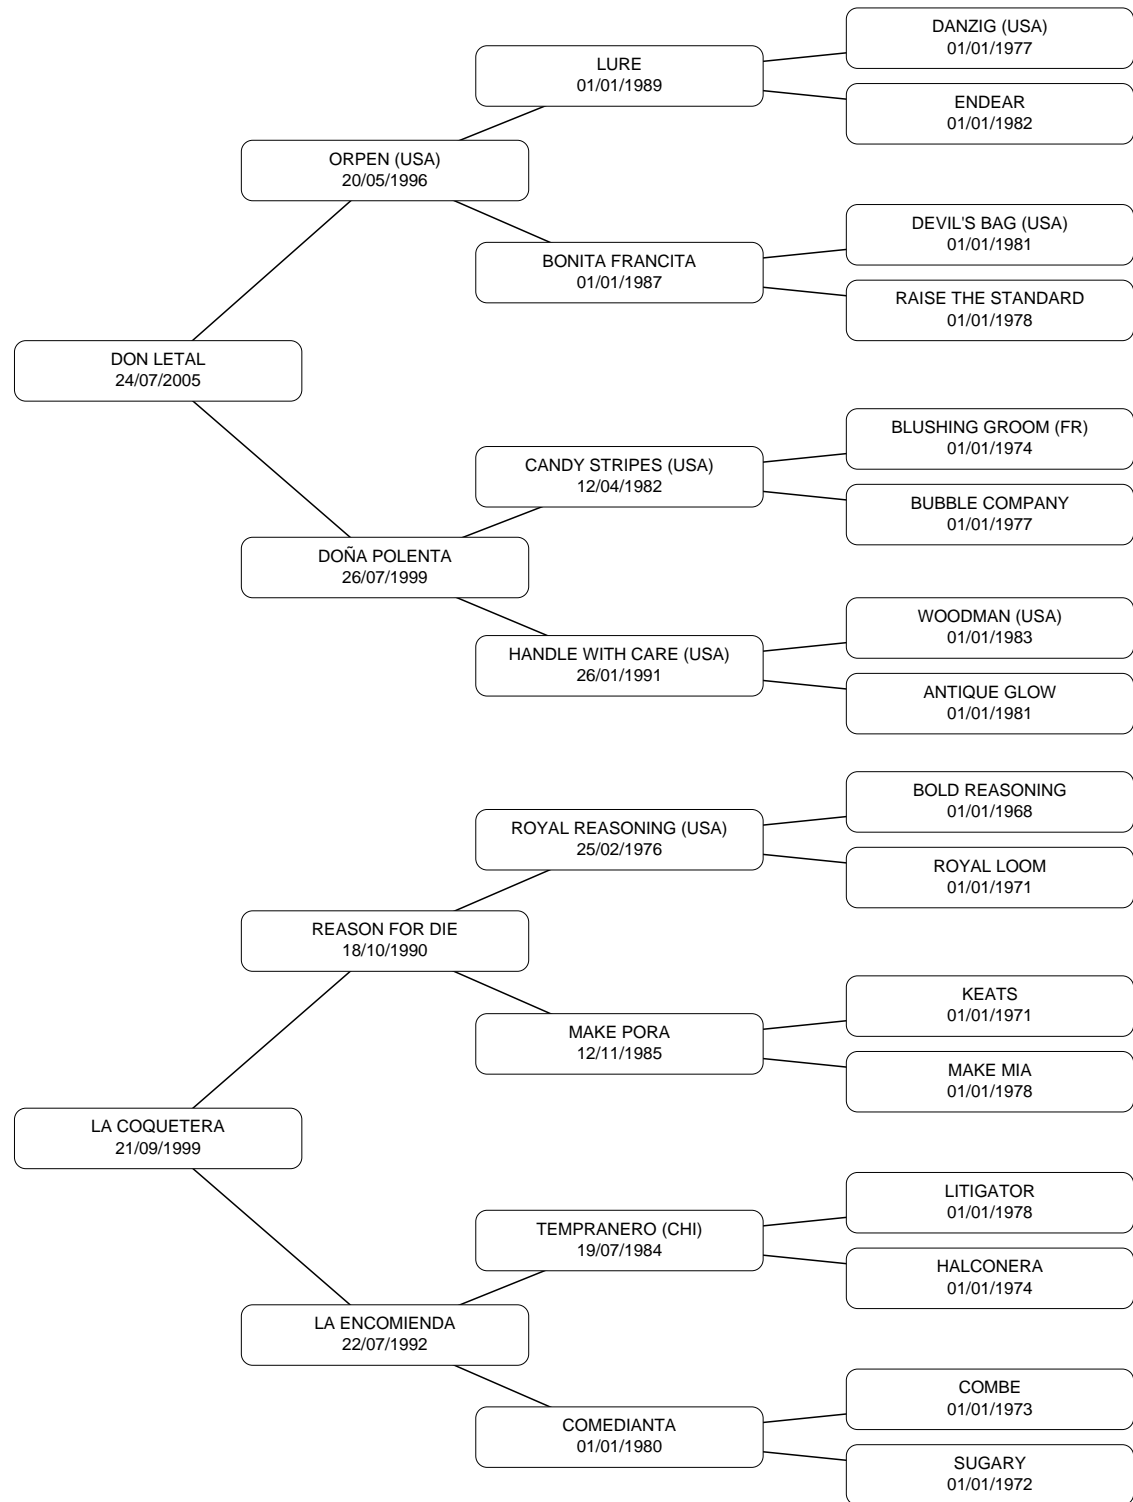 DANZIG (USA)
01/01/1977
LURE
01/01/1989
ENDEAR
01/01/1982
ORPEN (USA)
20/05/1996
DEVIL'S BAG (USA)
01/01/1981
BONITA FRANCITA
01/01/1987
RAISE THE STANDARD
01/01/1978
DON LETAL
24/07/2005
BLUSHING GROOM (FR)
01/01/1974
CANDY STRIPES (USA)
12/04/1982
BUBBLE COMPANY
01/01/1977
DOÑA POLENTA
26/07/1999
WOODMAN (USA)
01/01/1983
HANDLE WITH CARE (USA)
26/01/1991
ANTIQUE GLOW
01/01/1981
BOLD REASONING
01/01/1968
ROYAL REASONING (USA)
25/02/1976
ROYAL LOOM
01/01/1971
REASON FOR DIE
18/10/1990
KEATS
01/01/1971
MAKE PORA
12/11/1985
MAKE MIA
01/01/1978
LA COQUETERA
21/09/1999
LITIGATOR
01/01/1978
TEMPRANERO (CHI)
19/07/1984
HALCONERA
01/01/1974
LA ENCOMIENDA
22/07/1992
COMBE
01/01/1973
COMEDIANTA
01/01/1980
SUGARY
01/01/1972